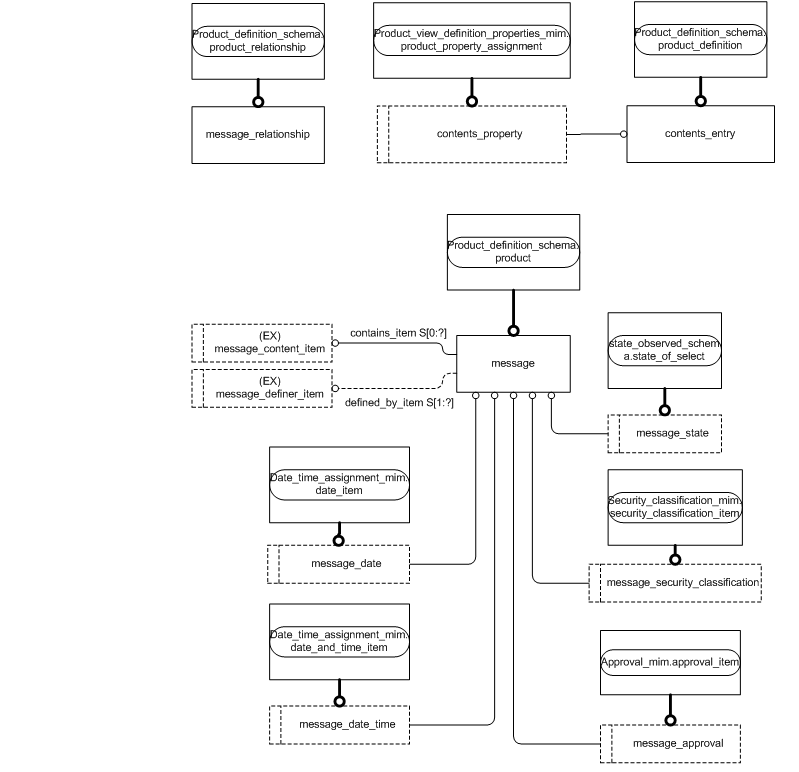 Product_definition_schema.
product_relationship
Product_view_definition_properties_mim.
product_property_assignment
Product_definition_schema.
product_definition
message_relationship
contents_property
contents_entry
Product_definition_schema.
product
(EX)
message_content_item
contains_item S[0:?]
message
state_observed_schem
a.state_of_select
(EX)
message_definer_item
defined_by_item S[1:?]
message_state
Date_time_assignment_mim.
date_item
Security_classification_mim.
security_classification_item
message_date
message_security_classification
Date_time_assignment_mim.
date_and_time_item
Approval_mim.approval_item
message_date_time
message_approval